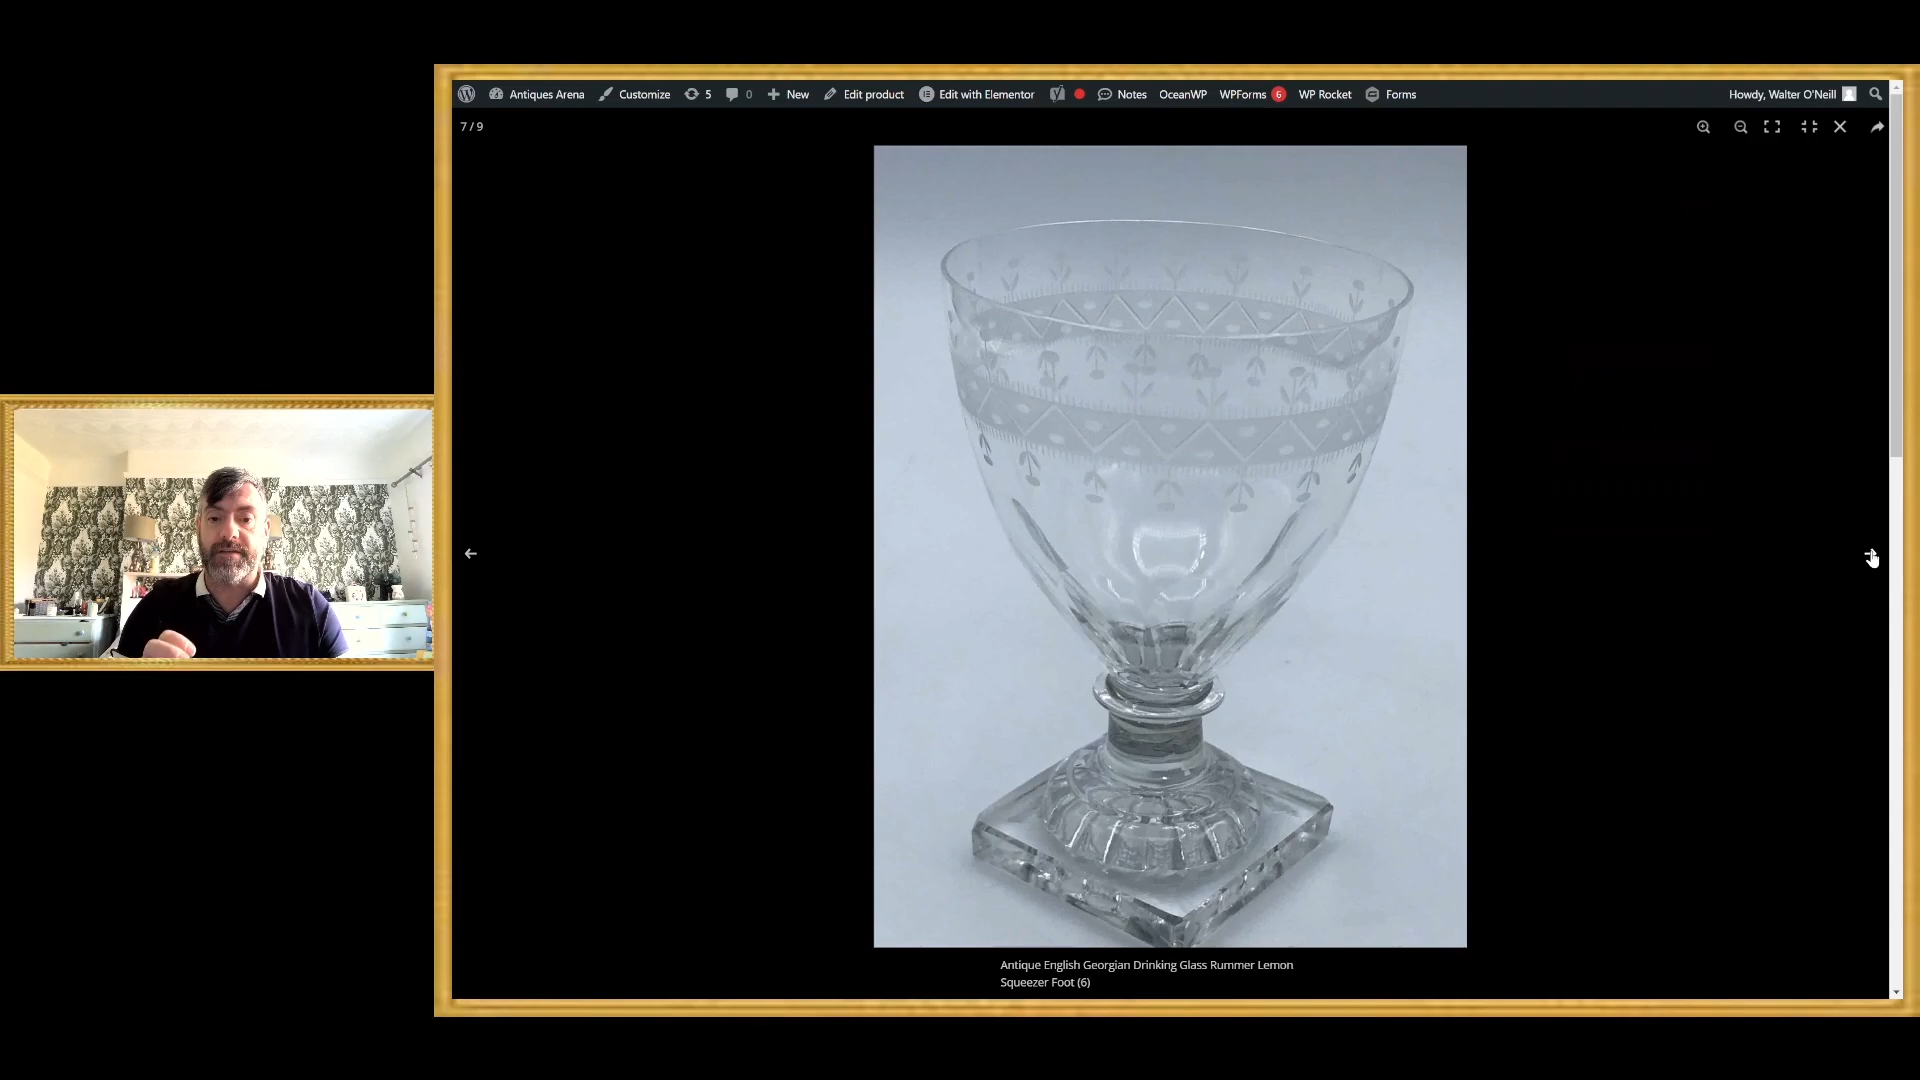 Antiques Arena Customize 5 0 New Edit product Edit with Elementor Notes OceanWP WPForms 6 WP Rocket Forms Howdy, Walter O'Neill
7 / 9
Antique English Georgian Drinking Glass Rummer Lemon
Squeezer Foot (6)